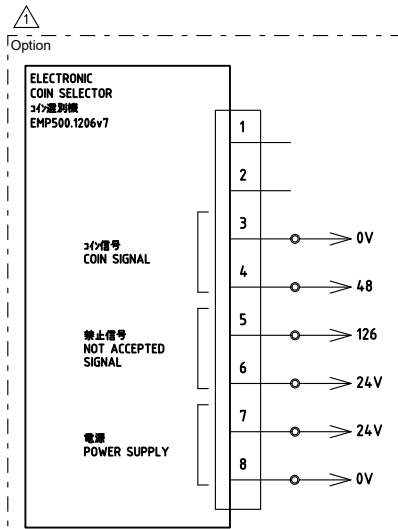 1
Option
ELECTRONIC
COIN SELECTOR
コイン選別機
EMP500.1206v7
1
2
3
コイン信号
COIN SIGNAL
0V
4
48
5
禁止信号
NOT ACCEPTED
SIGNAL
126
6
24V
7
電源
POWER SUPPLY
24V
8
0V